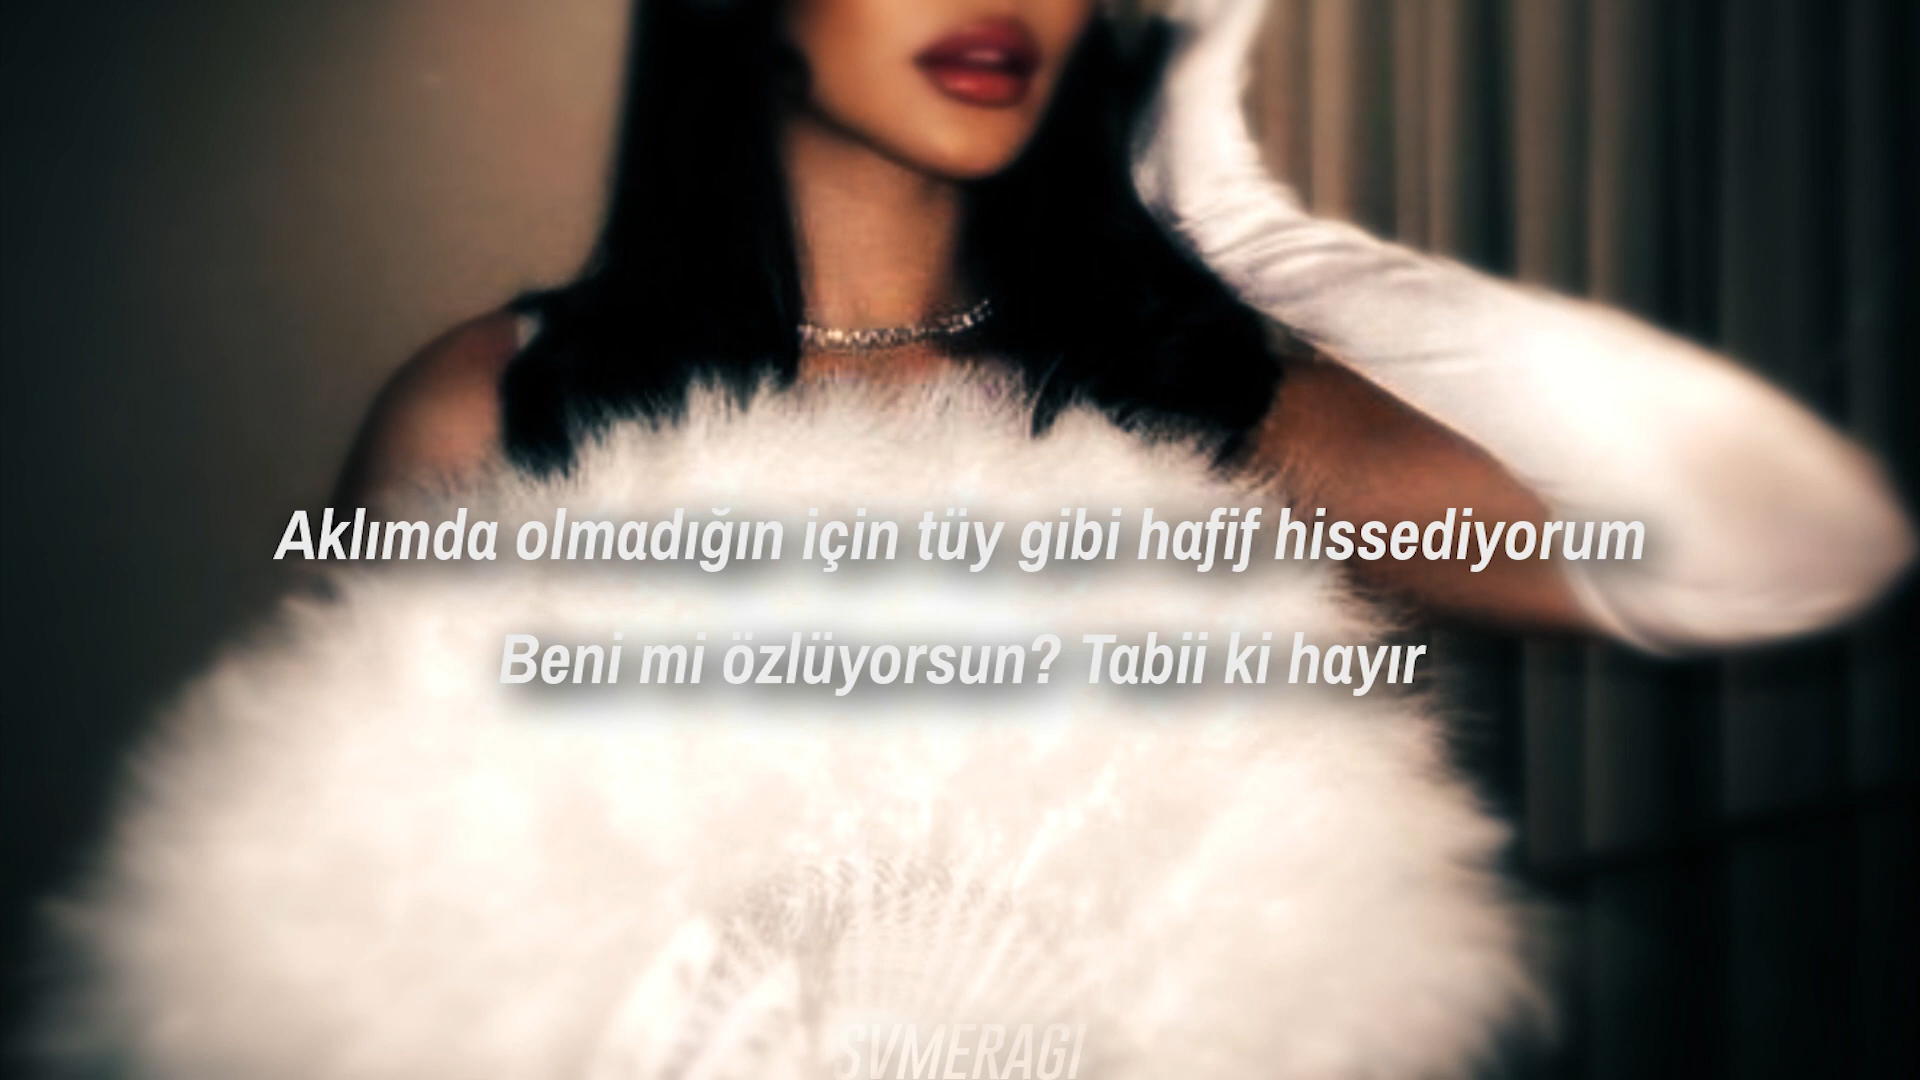 Aklımda olmadığın için tüy gibi hafif hissediyorum
Beni mi özlüyorsun? Tabii ki hayır
SVMERAGI